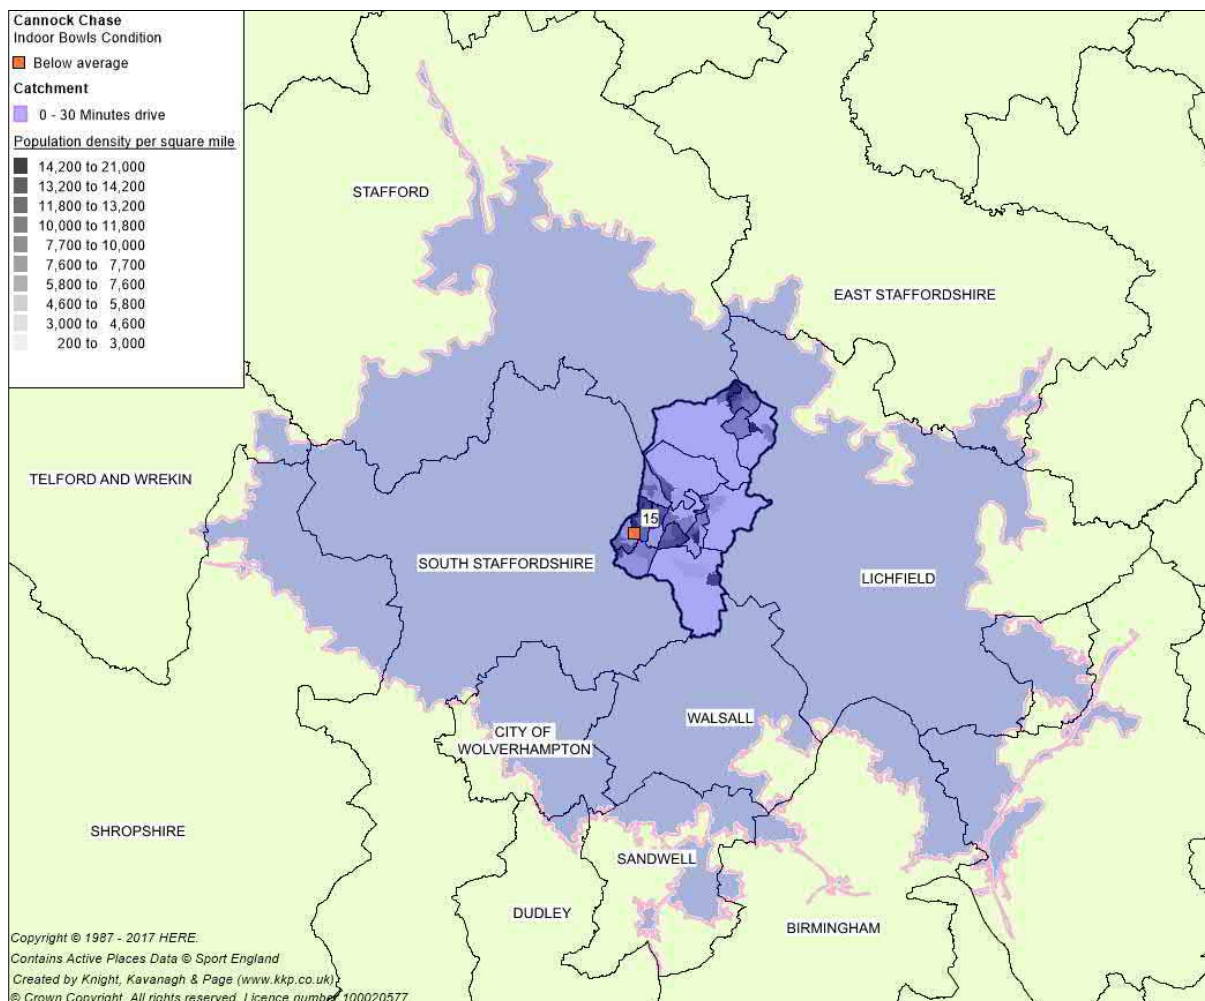 Cannock Chase
Indoor Bowls Condition
Below average
Catchment
0 - 30 Minutes drive
Population density per square mile
14,200 to 21,000
13,200 to 14,200
11,800 to 13,200
10,000 to 11,800
7,700 to 10,000
7,600 to 7,700
5,800 to 7,600
4,600 to 5,800
3,000 to 4,600
200 to 3,000
STAFFORD
EAST STAFFORDSHIRE
TELFORD AND WREKIN
15
SOUTH STAFFORDSHIRE
LICHFIELD
WALSALL
CITY OF
WOLVERHAMPTON
SHROPSHIRE
SANDWELL
DUDLEY
BIRMINGHAM
Copyright © 1987 - 2017 HERE.
Contains Active Places Data © Sport England
Created by Knight, Kavanagh & Page (www.kkp.co.uk)
© Crown Copyright. All rights reserved. Licence number 100020577